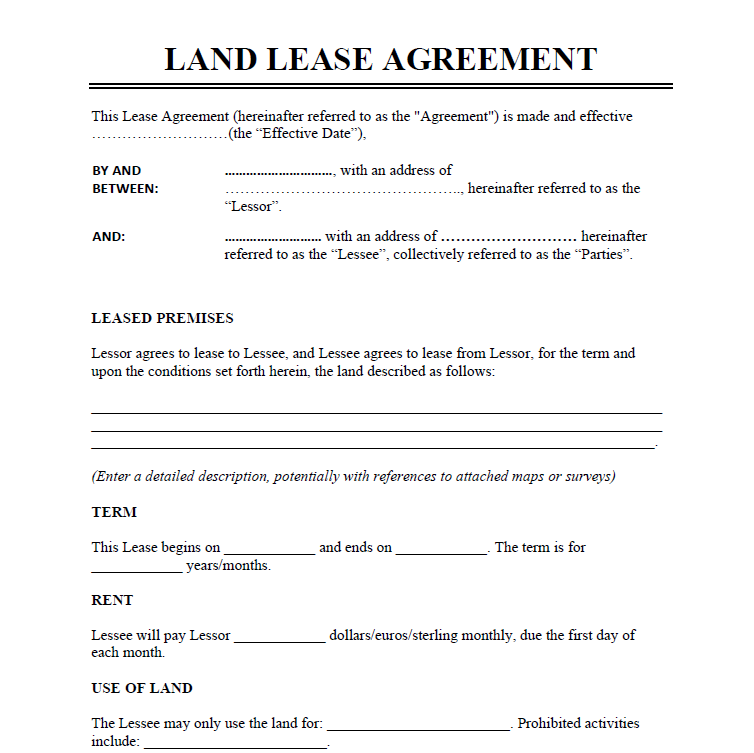 LAND LEASE AGREEMENT
This Lease Agreement (hereinafter referred to as the "Agreement") is made and effective
………………………(the “Effective Date”),
BY AND BETWEEN:
…………………………, with an address of
……………………………………….., hereinafter referred to as the
“Lessor”.
AND:
……………………… with an address of ……………………… hereinafter
referred to as the “Lessee”, collectively referred to as the “Parties”.
LEASED PREMISES
Lessor agrees to lease to Lessee, and Lessee agrees to lease from Lessor, for the term and
upon the conditions set forth herein, the land described as follows:
____________________________________________________________________________
____________________________________________________________________________
___________________________________________________________________________.
(Enter a detailed description, potentially with references to attached maps or surveys)
TERM
This Lease begins on ____________ and ends on ____________. The term is for
____________ years/months.
RENT
Lessee will pay Lessor ____________ dollars/euros/sterling monthly, due the first day of
each month.
USE OF LAND
The Lessee may only use the land for: ________________________. Prohibited activities
include: ________________________.